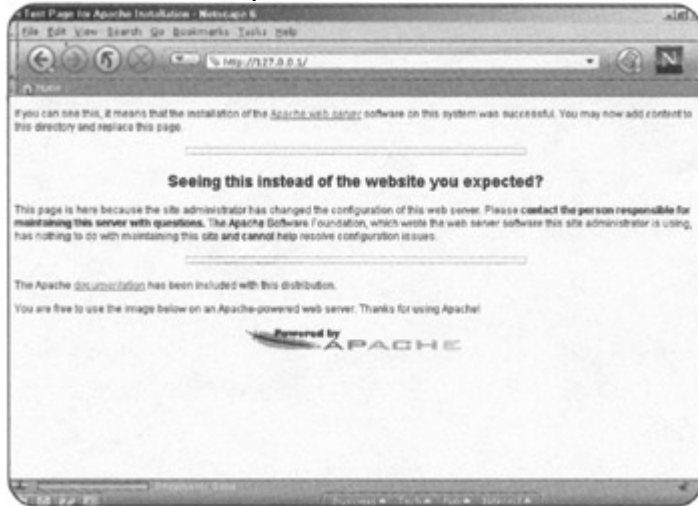 Test Page for Apache Installation - Netscape 6
File Edit View Search Go Bookmarks Tasks Help
http://127.0.0.1/
N
Home
If you can see this, it means that the installation of the Apache web server software on this system was successful. You may now add content to
this directory and replace this page.
Seeing this instead of the website you expected?
This page is here because the site administrator has changed the configuration of this web server. Please contact the person responsible for
maintaining this server with questions. The Apache Software Foundation, which wrote the web server software this site administrator is using,
has nothing to do with maintaining this site and cannot help resolve configuration issues.
The Apache documentation has been included with this distribution.
You are free to use the image below on an Apache-powered web server. Thanks for using Apache!
Powered by
APACHE